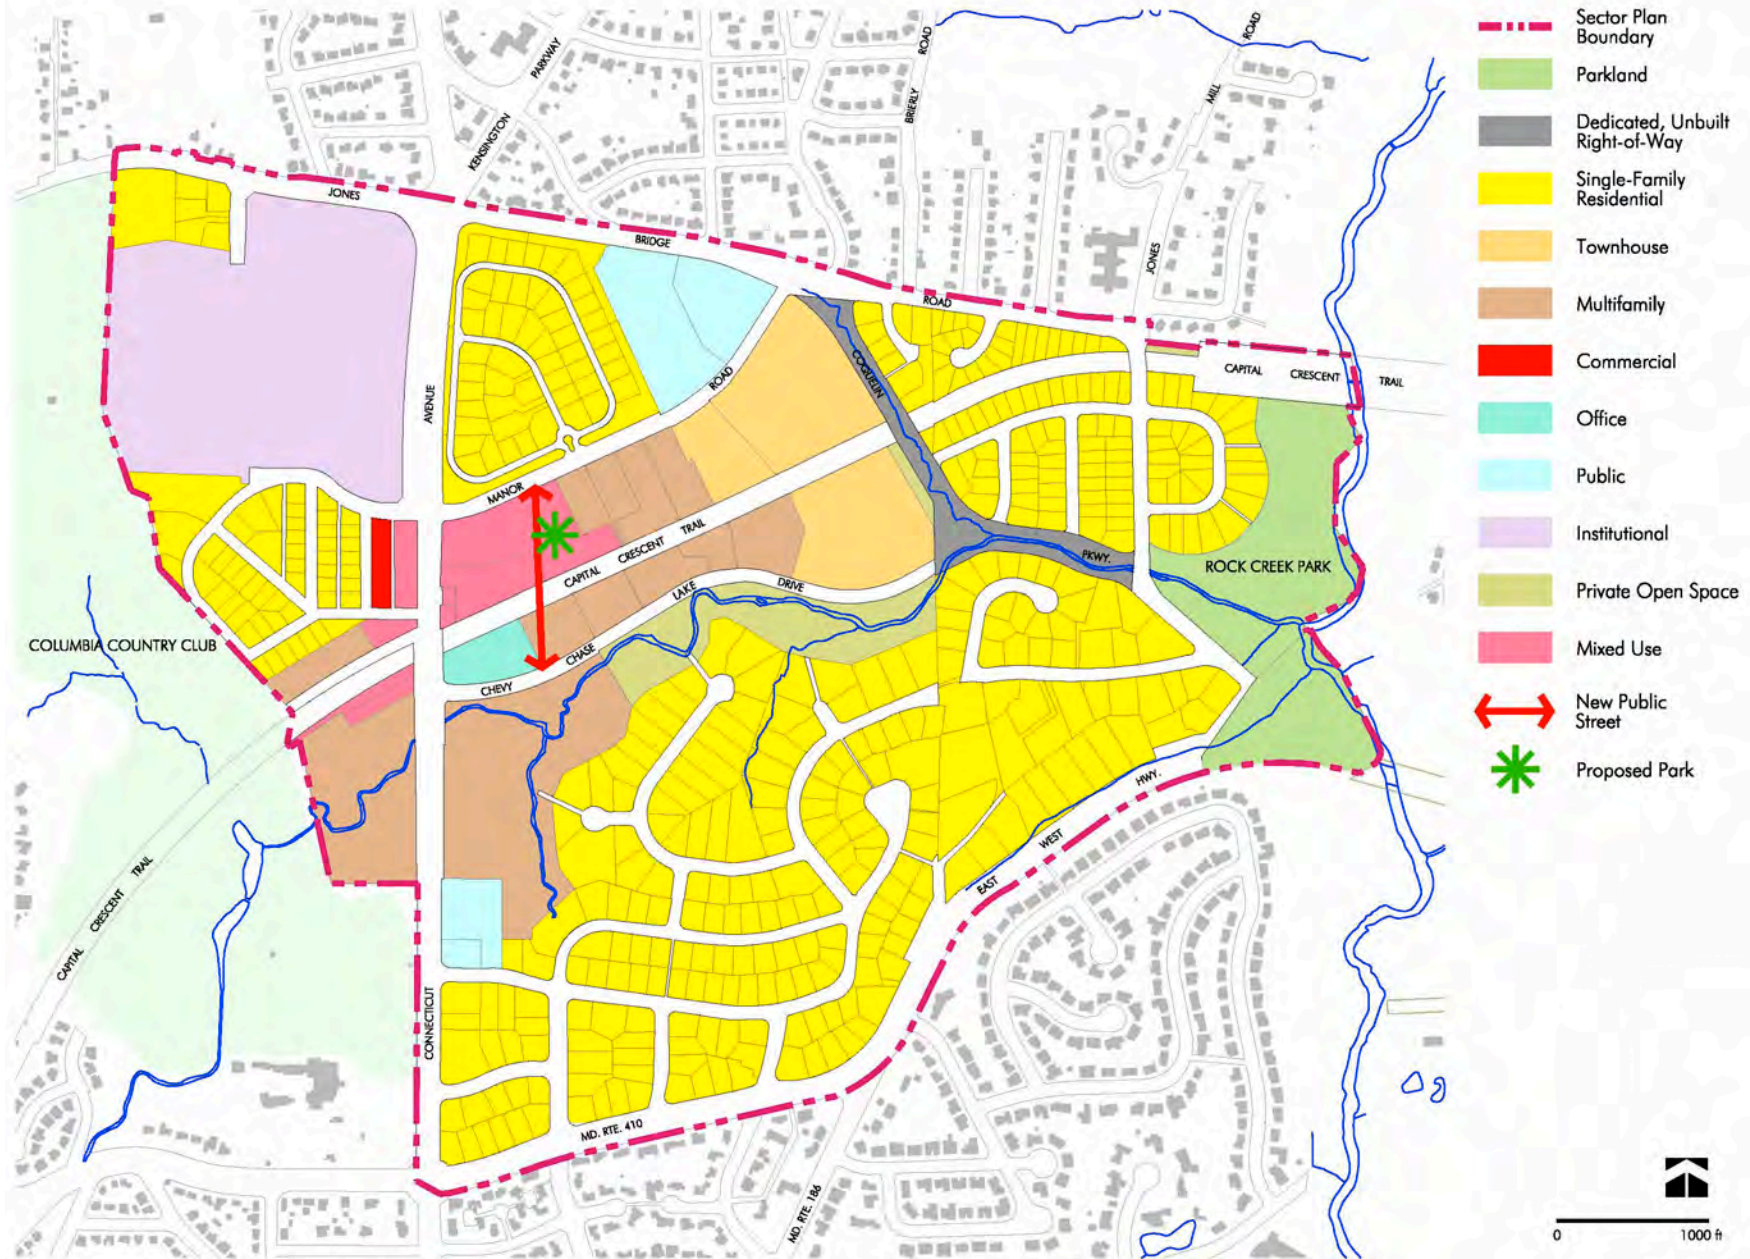 Sector Plan
Boundary
Parkland
Dedicated, Unbuilt
Right-of-Way
Single-Family
Residential
Townhouse
Multifamily
Commercial
Office
Public
Institutional
Private Open Space
Mixed Use
New Public
Street
Proposed Park
0 1000 ft
KENSINGTON
PARKWAY
BRIERLY
ROAD
JONES
MILL
ROAD
JONES
BRIDGE
ROAD
AVENUE
ROAD
MANOR
COQUELIN
PKWY.
CAPITAL CRESCENT TRAIL
CAPITAL CRESCENT TRAIL
ROCK CREEK PARK
COLUMBIA COUNTRY CLUB
CHEVY
CHASE
LAKE
DRIVE
CAPITAL CRESCENT TRAIL
CONNECTICUT
EAST
WEST
HWY.
MD. RTE. 410
MD. RTE. 186